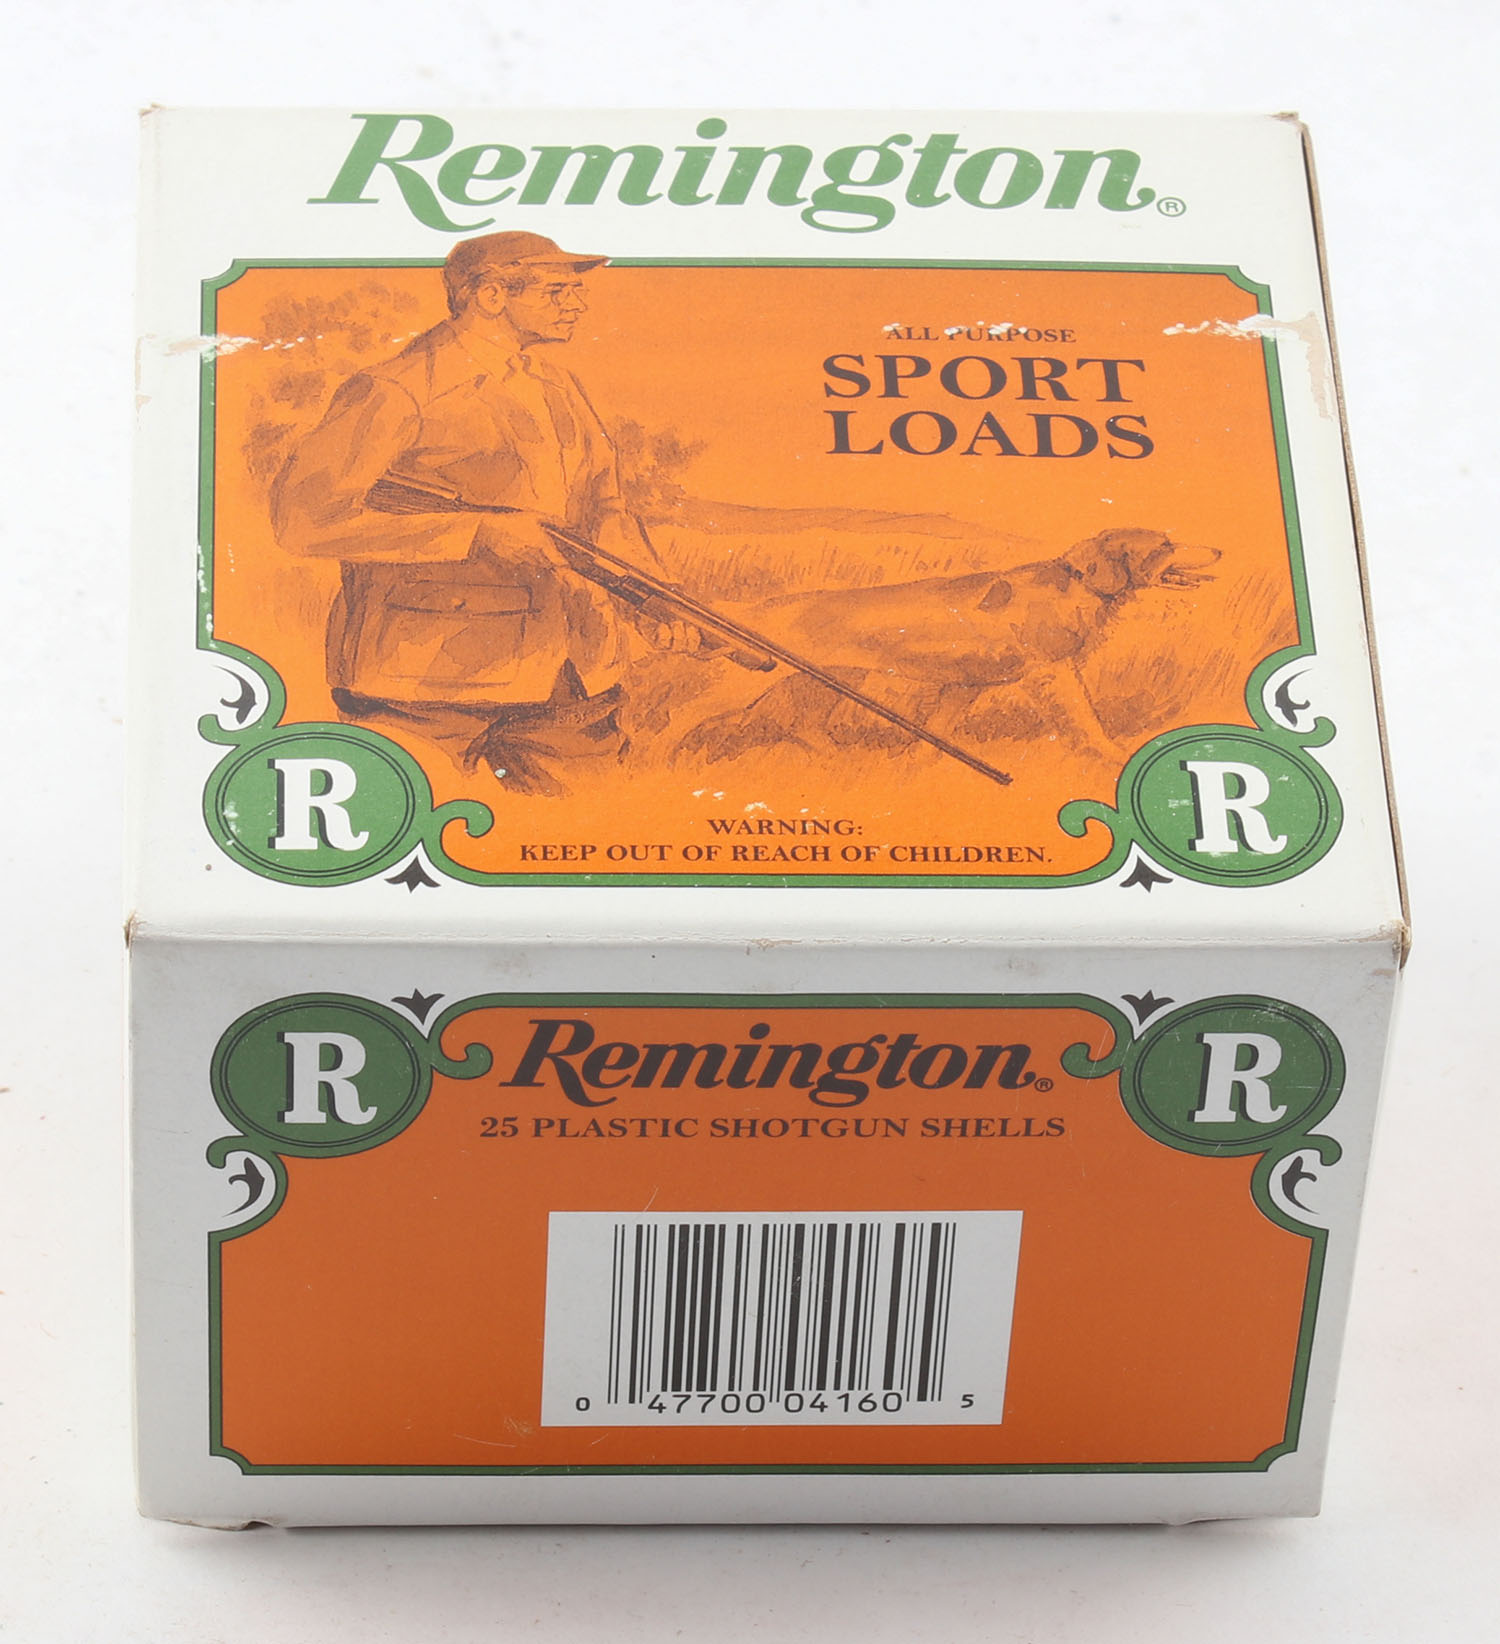 Remington®
ALL PURPOSE
SPORT
LOADS
R
R
WARNING:
KEEP OUT OF REACH OF CHILDREN.
R
R
Remington®
25 PLASTIC SHOTGUN SHELLS
0 47700 04160 5